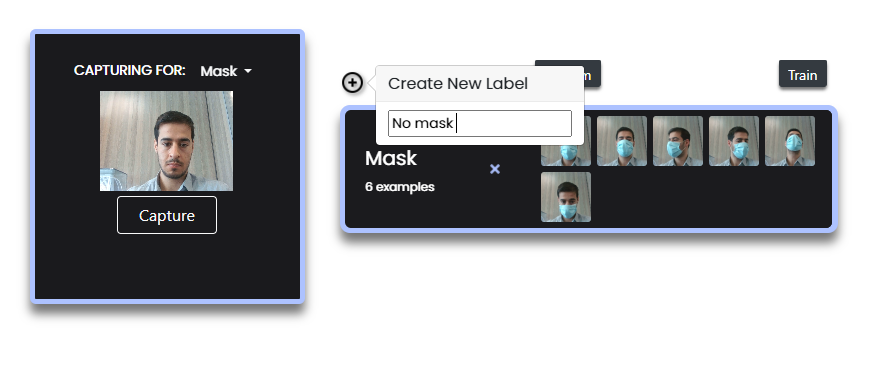 CAPTURING FOR: Mask
Capture
Create New Label
No mask
Train
Mask
6 examples